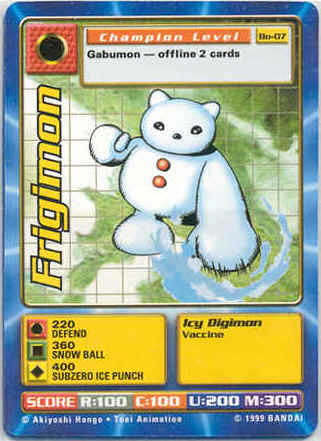 Champion Level
Bo-07
Gabumon — offline 2 cards
Frigimon
220
DEFEND
360
SNOW BALL
400
SUBZERO ICE PUNCH
Icy Digimon
Vaccine
SCORE R:100 C:100 U:200 M:300
© Akiyoshi Hongo • Toei Animation © 1999 BANDAI